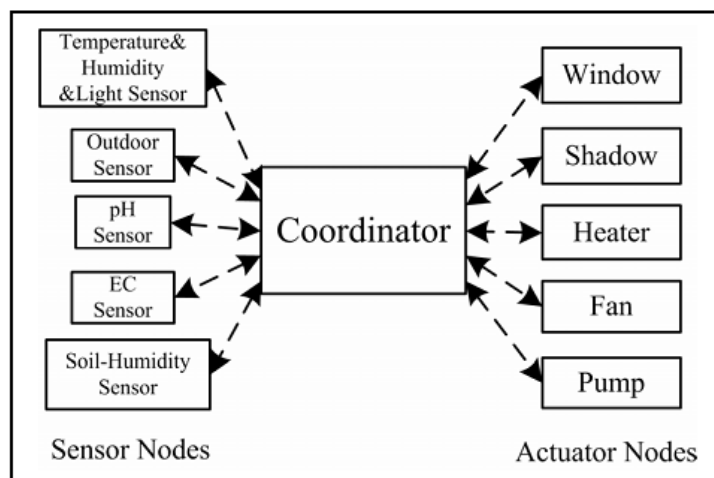 Temperature&
Humidity
&Light Sensor
Outdoor
Sensor
pH
Sensor
EC
Sensor
Soil-Humidity
Sensor
Sensor Nodes
Coordinator
Window
Shadow
Heater
Fan
Pump
Actuator Nodes